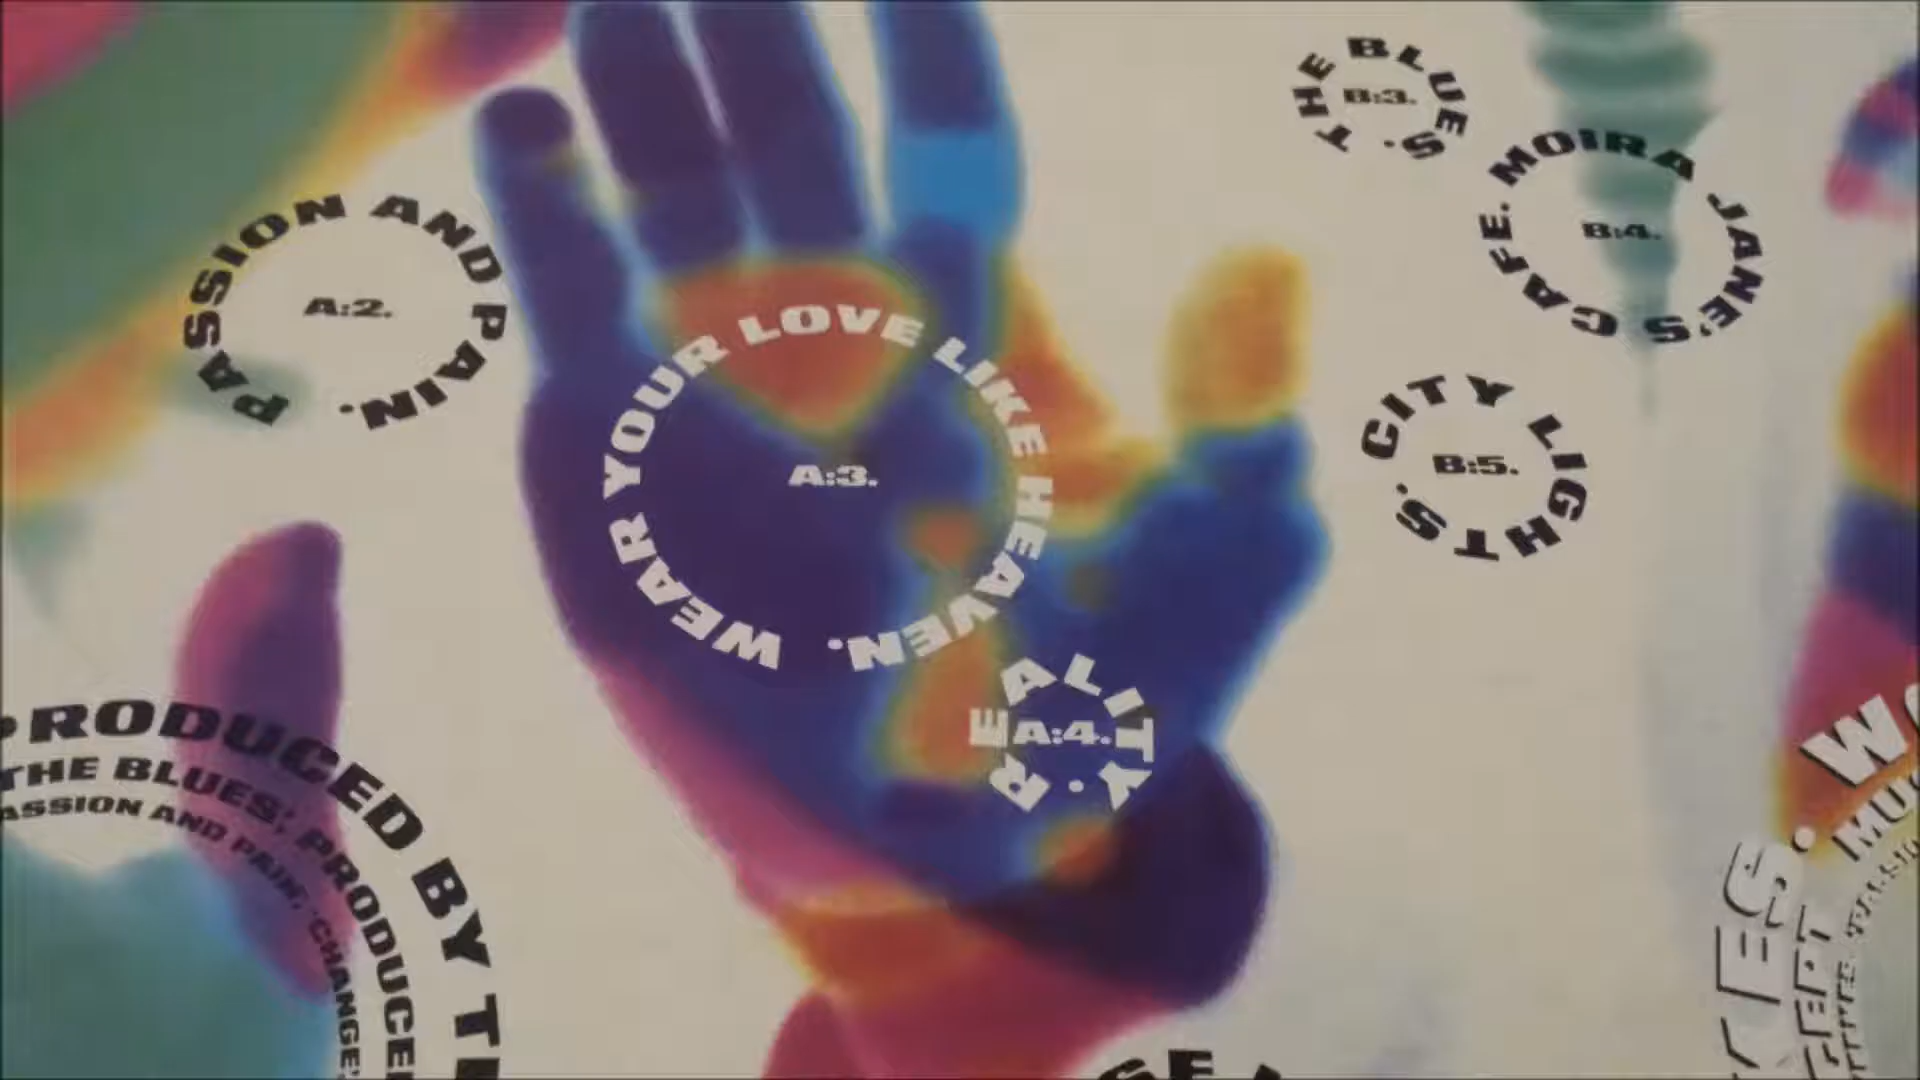 PASSION AND PAIN.
A:2.
WEAR YOUR LOVE LIKE HEAVEN.
A:3.
REALITY.
A:4.
THE BLUES.
B:3.
MOIRA JANE'S CAFE.
B:4.
CITY LIGHTS.
B:5.
PRODUCED BY
THE BLUES; PRODUCE
ASSION AND PAIN, 'CHANGE'